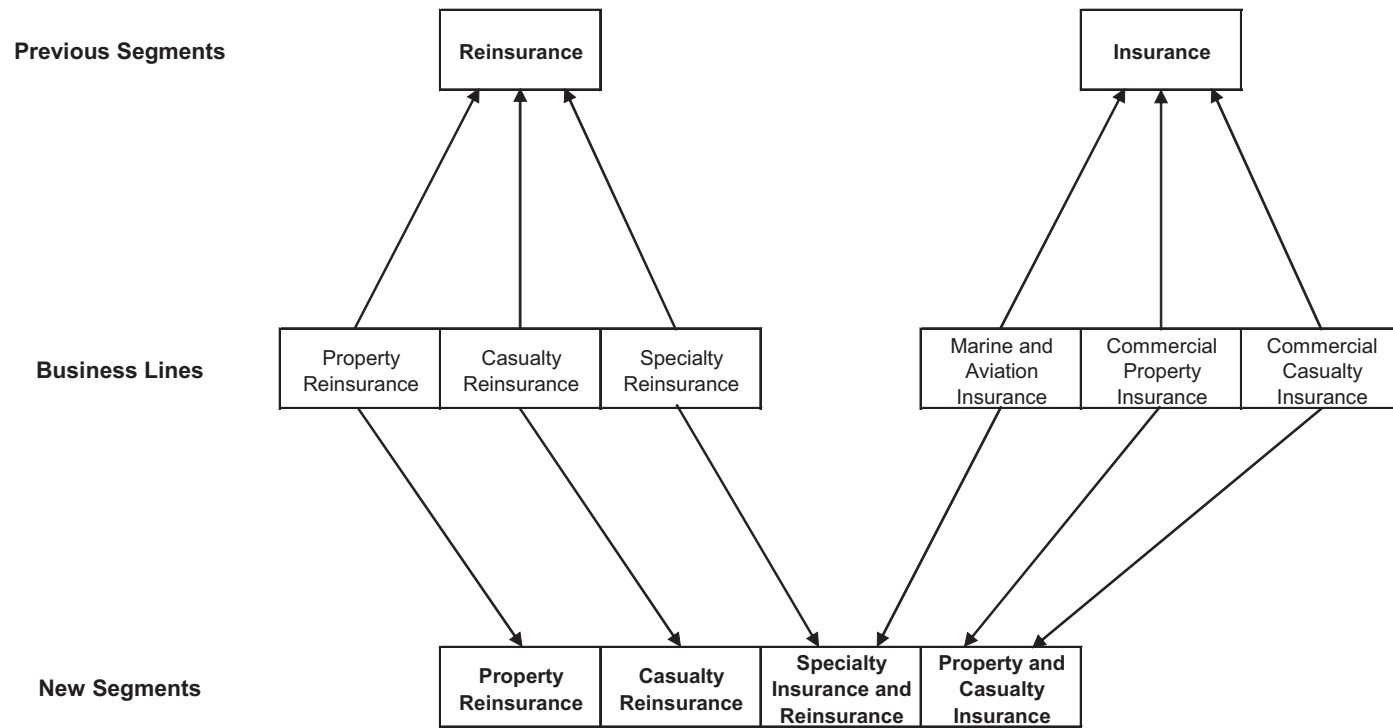 Previous Segments
Reinsurance
Insurance
Business Lines
Property
Reinsurance
Casualty
Reinsurance
Specialty
Reinsurance
Marine and
Aviation
Insurance
Commercial
Property
Insurance
Commercial
Casualty
Insurance
New Segments
Property
Reinsurance
Casualty
Reinsurance
Specialty
Insurance and
Reinsurance
Property and
Casualty
Insurance